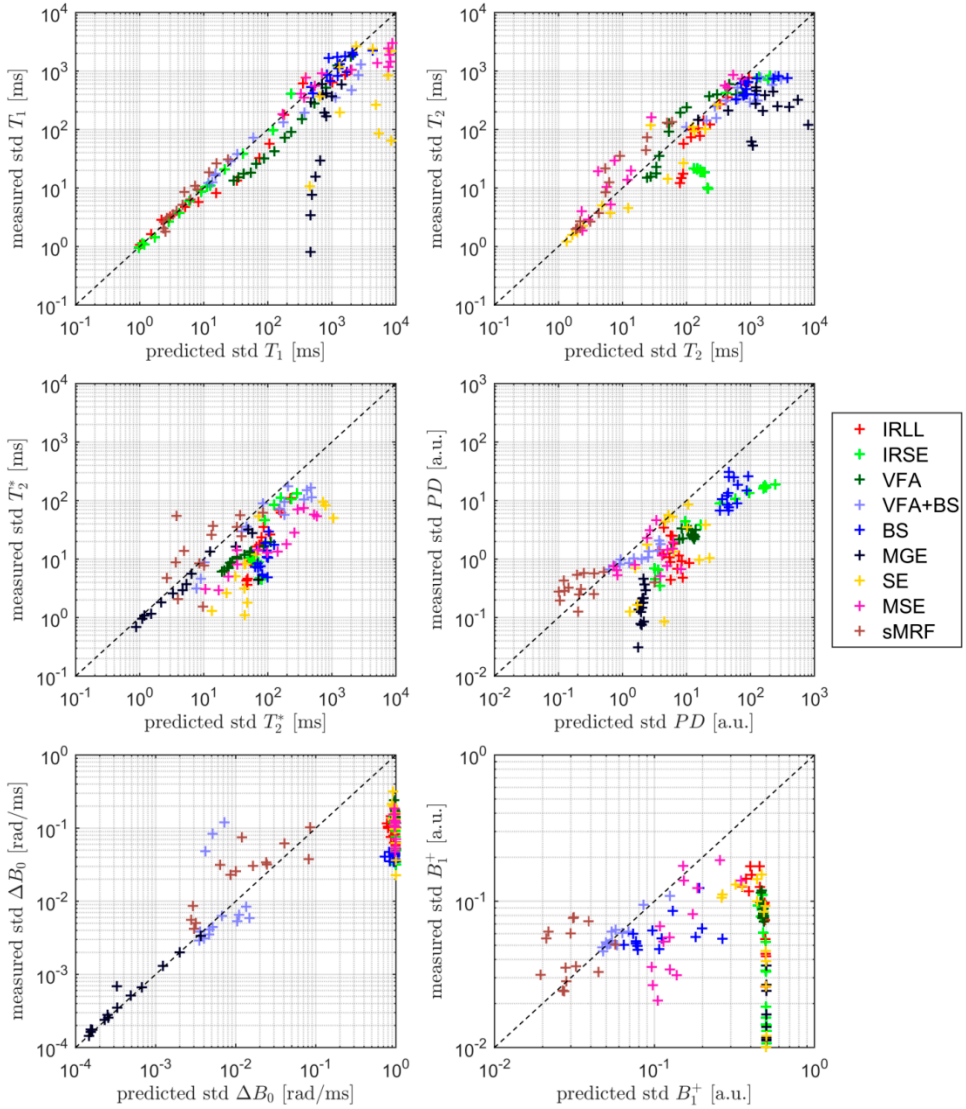 10^4
10^3
10^2
10^1
10^0
10^-1
measured std T_1 [ms]
10^-1 10^0 10^1 10^2 10^3 10^4
predicted std T_1 [ms]
10^4
10^3
10^2
10^1
10^0
10^-1
measured std T_2 [ms]
10^-1 10^0 10^1 10^2 10^3 10^4
predicted std T_2 [ms]
10^4
10^3
10^2
10^1
10^0
10^-1
measured std T_2^* [ms]
10^-1 10^0 10^1 10^2 10^3 10^4
predicted std T_2^* [ms]
10^3
10^2
10^1
10^0
10^-1
10^-2
measured std PD [a.u.]
10^-2 10^-1 10^0 10^1 10^2 10^3
predicted std PD [a.u.]
IRLL
IRSE
VFA
VFA+BS
BS
MGE
SE
MSE
sMRF
10^0
10^-1
10^-2
10^-3
10^-4
measured std ΔB_0 [rad/ms]
10^-4 10^-3 10^-2 10^-1 10^0
predicted std ΔB_0 [rad/ms]
10^0
10^-1
10^-2
measured std B_1^+ [a.u.]
10^-2 10^-1 10^0
predicted std B_1^+ [a.u.]